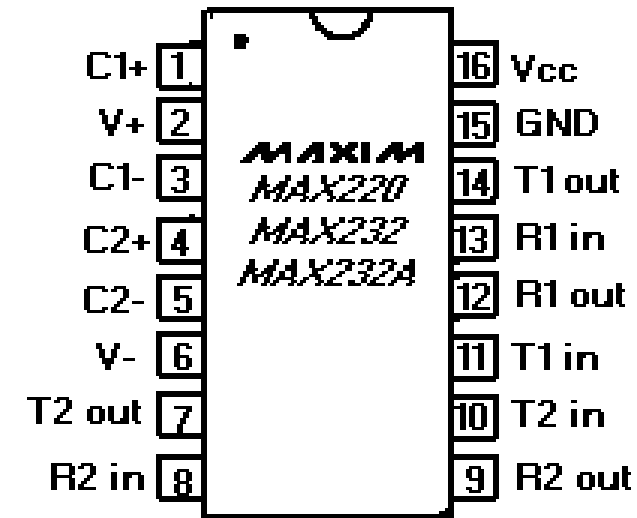 C1+ 1 16 Vcc
V+ 2 15 GND
MAXIM
C1- 3 MAX220 14 T1 out
C2+ 4 MAX232 13 R1 in
MAX232A
C2- 5 12 R1 out
V- 6 11 T1 in
T2 out 7 10 T2 in
R2 in 8 9 R2 out